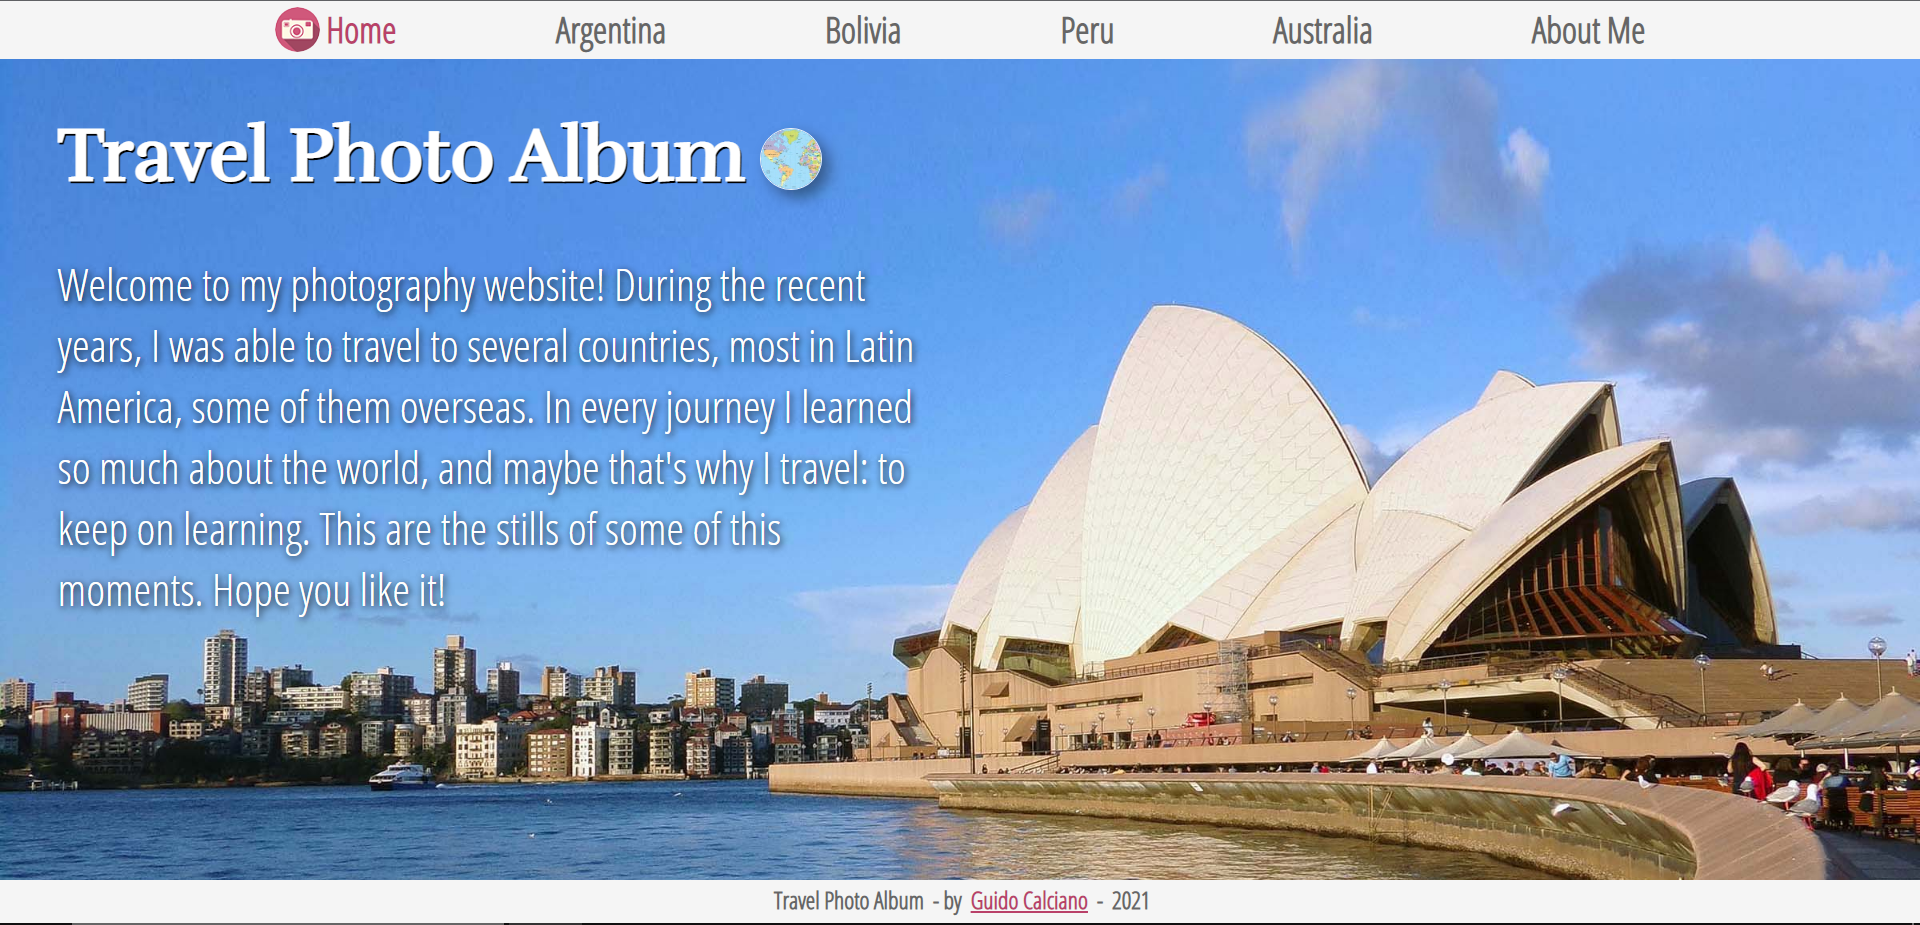 Home Argentina Bolivia Peru Australia About Me
Travel Photo Album
Welcome to my photography website! During the recent
years, I was able to travel to several countries, most in Latin
America, some of them overseas. In every journey I learned
so much about the world, and maybe that's why I travel: to
keep on learning. This are the stills of some of this
moments. Hope you like it!
Travel Photo Album - by Guido Calciano - 2021